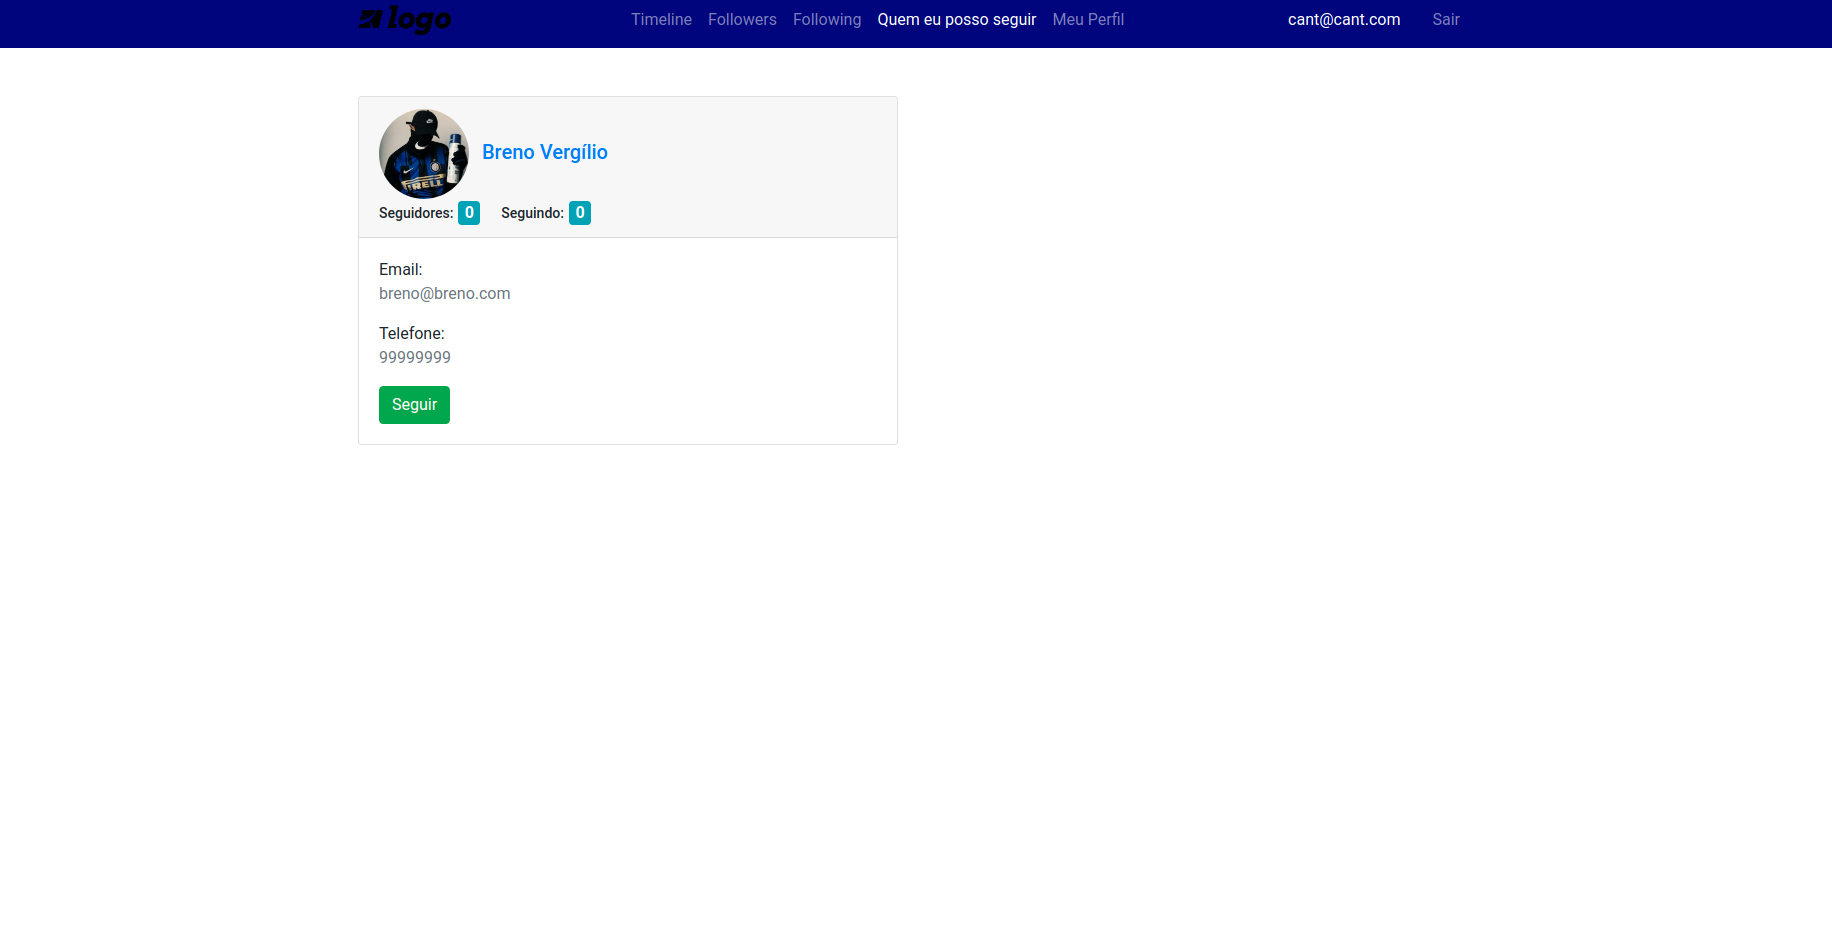 logo
Timeline Followers Following Quem eu posso seguir Meu Perfil cant@cant.com Sair
Breno Vergílio
Seguidores: 0 Seguindo: 0
Email:
breno@breno.com
Telefone:
99999999
Seguir